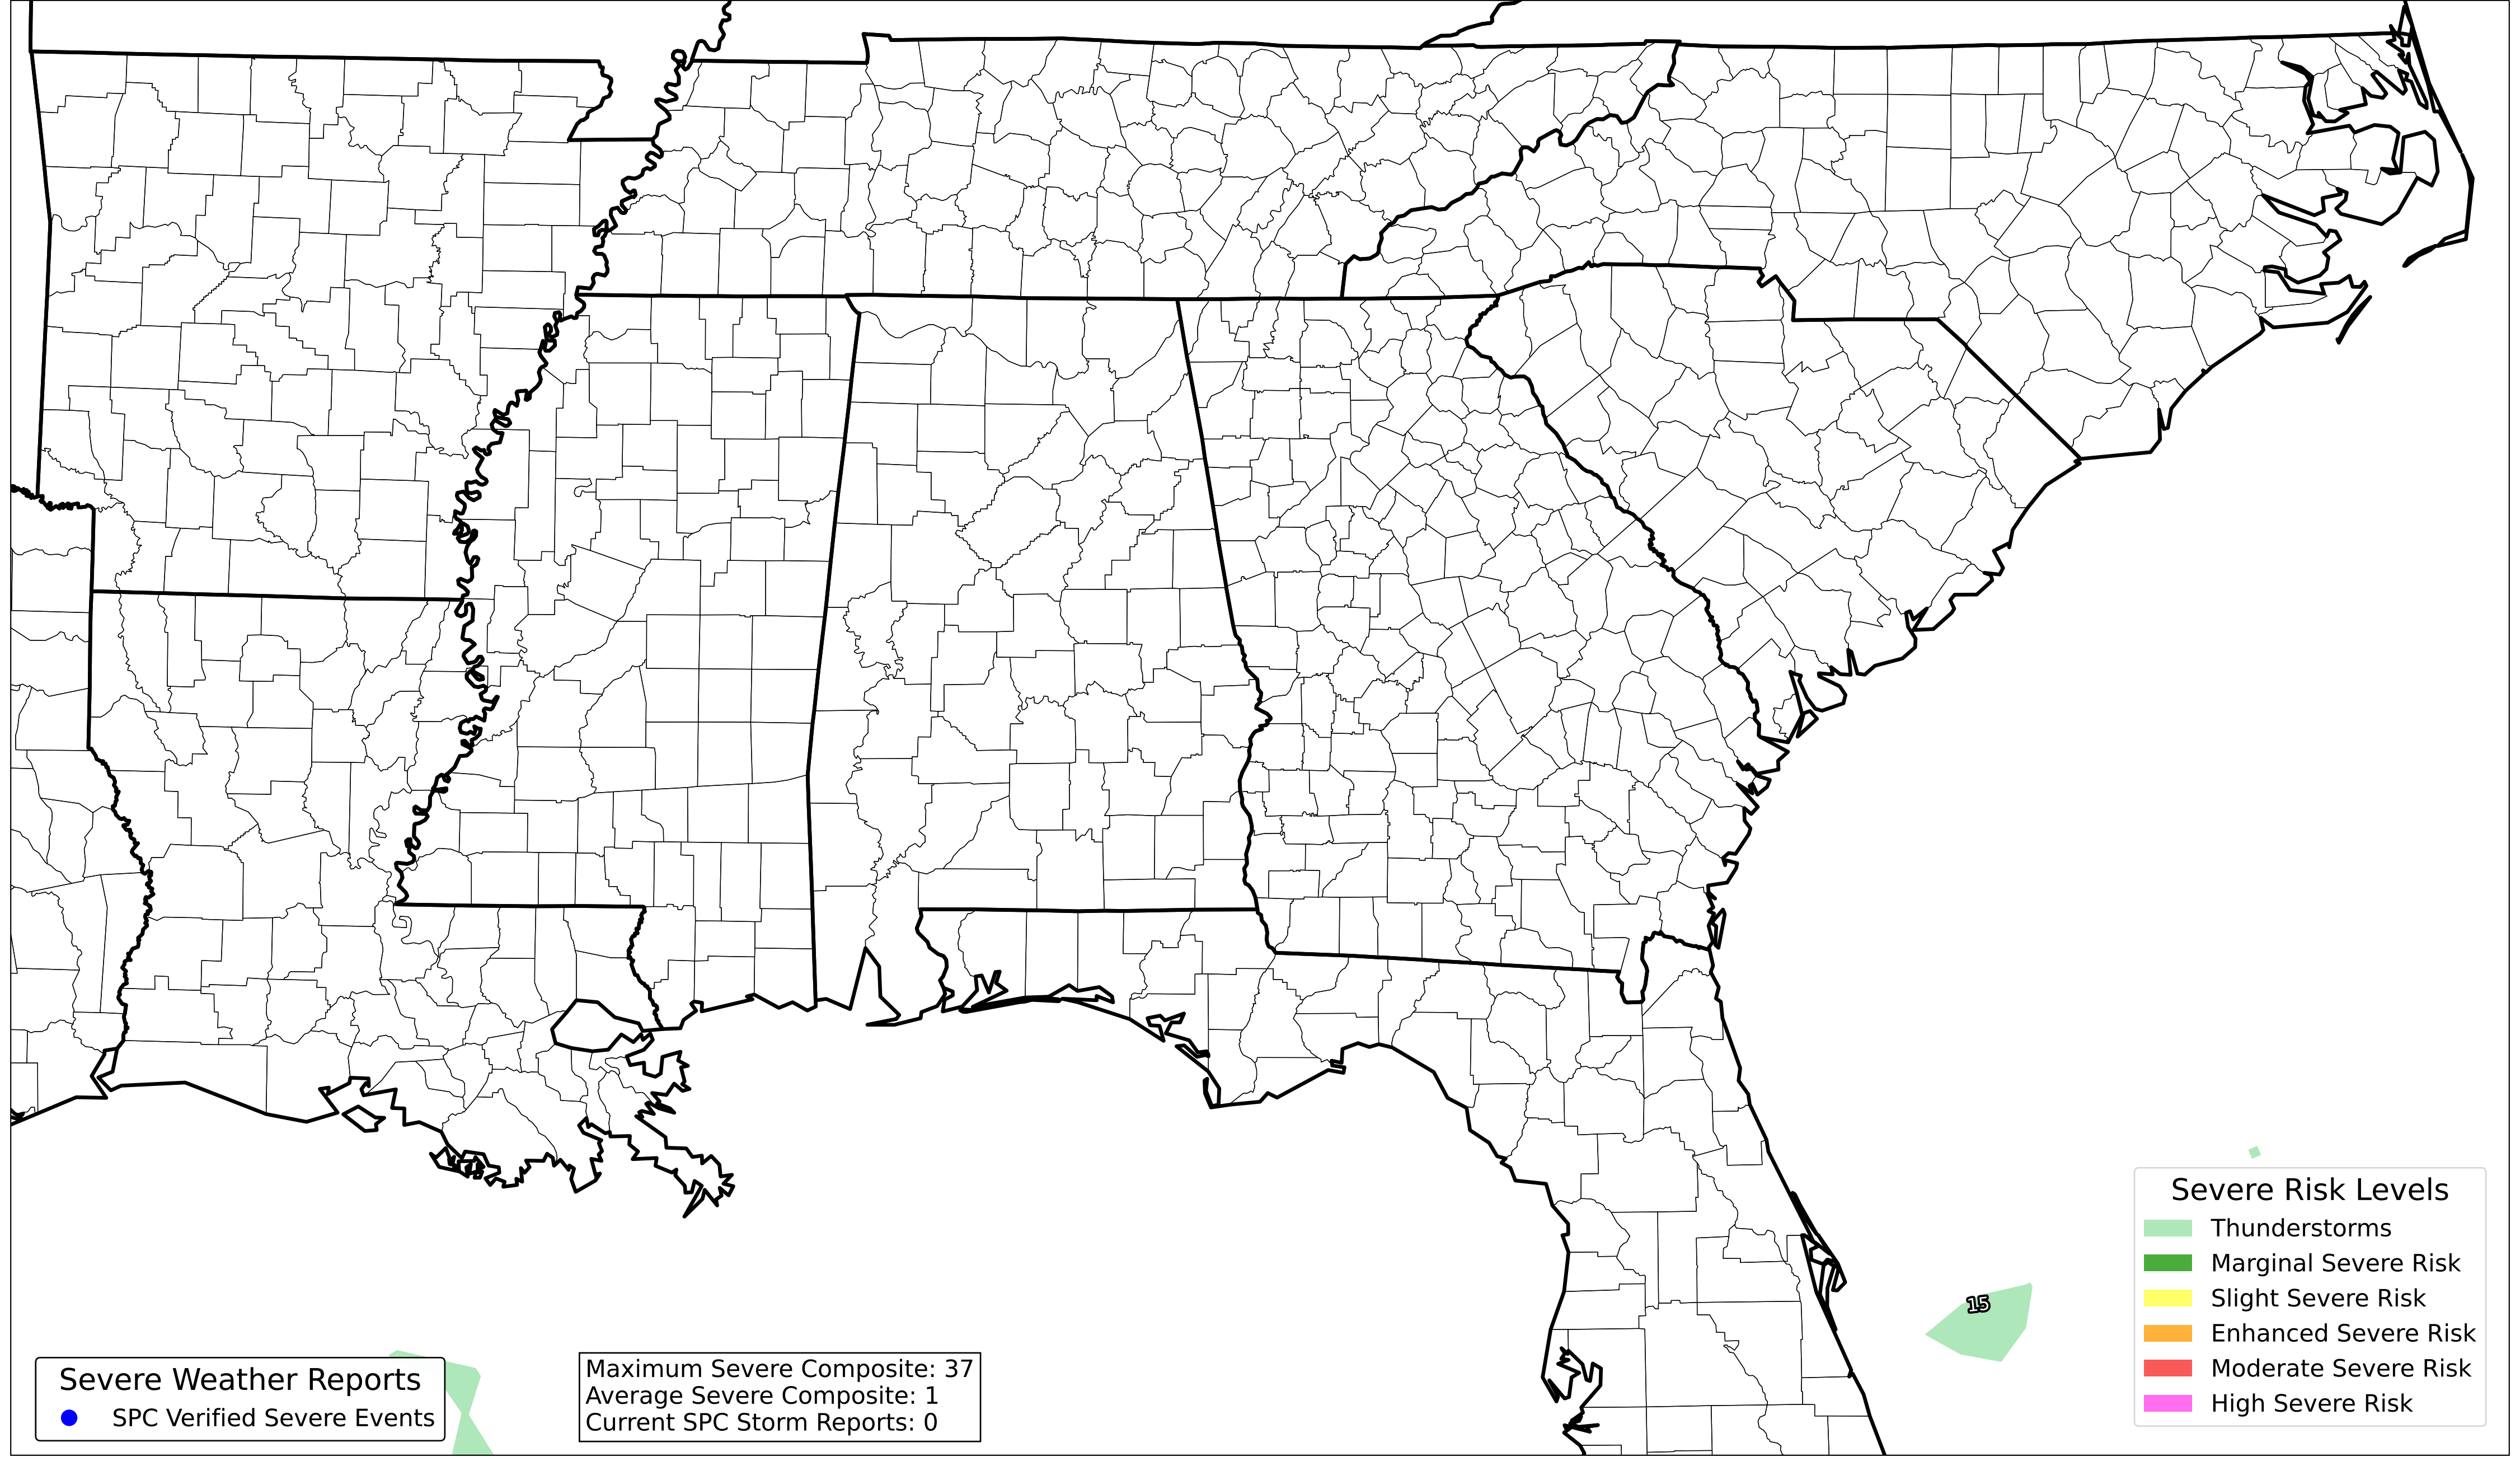 15
Severe Risk Levels
Thunderstorms
Marginal Severe Risk
Slight Severe Risk
Enhanced Severe Risk
Moderate Severe Risk
High Severe Risk
Severe Weather Reports
SPC Verified Severe Events
Maximum Severe Composite: 37
Average Severe Composite: 1
Current SPC Storm Reports: 0